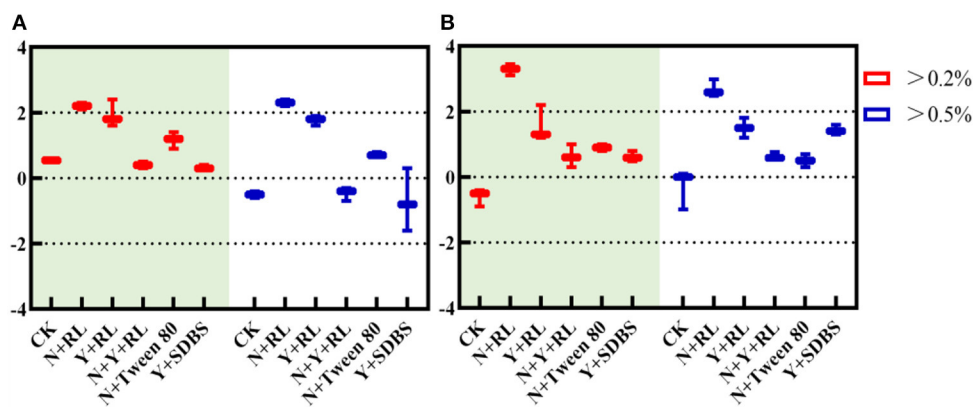 A
B
4
2
0
-2
-4
CK
N+RL
Y+RL
N+Y+RL
N+Tween 80
Y+SDBS
CK
N+RL
Y+RL
N+Y+RL
N+Tween 80
Y+SDBS
4
2
0
-2
-4
CK
N+RL
Y+RL
N+Y+RL
N+Tween 80
Y+SDBS
CK
N+RL
Y+RL
N+Y+RL
N+Tween 80
Y+SDBS
>0.2%
>0.5%